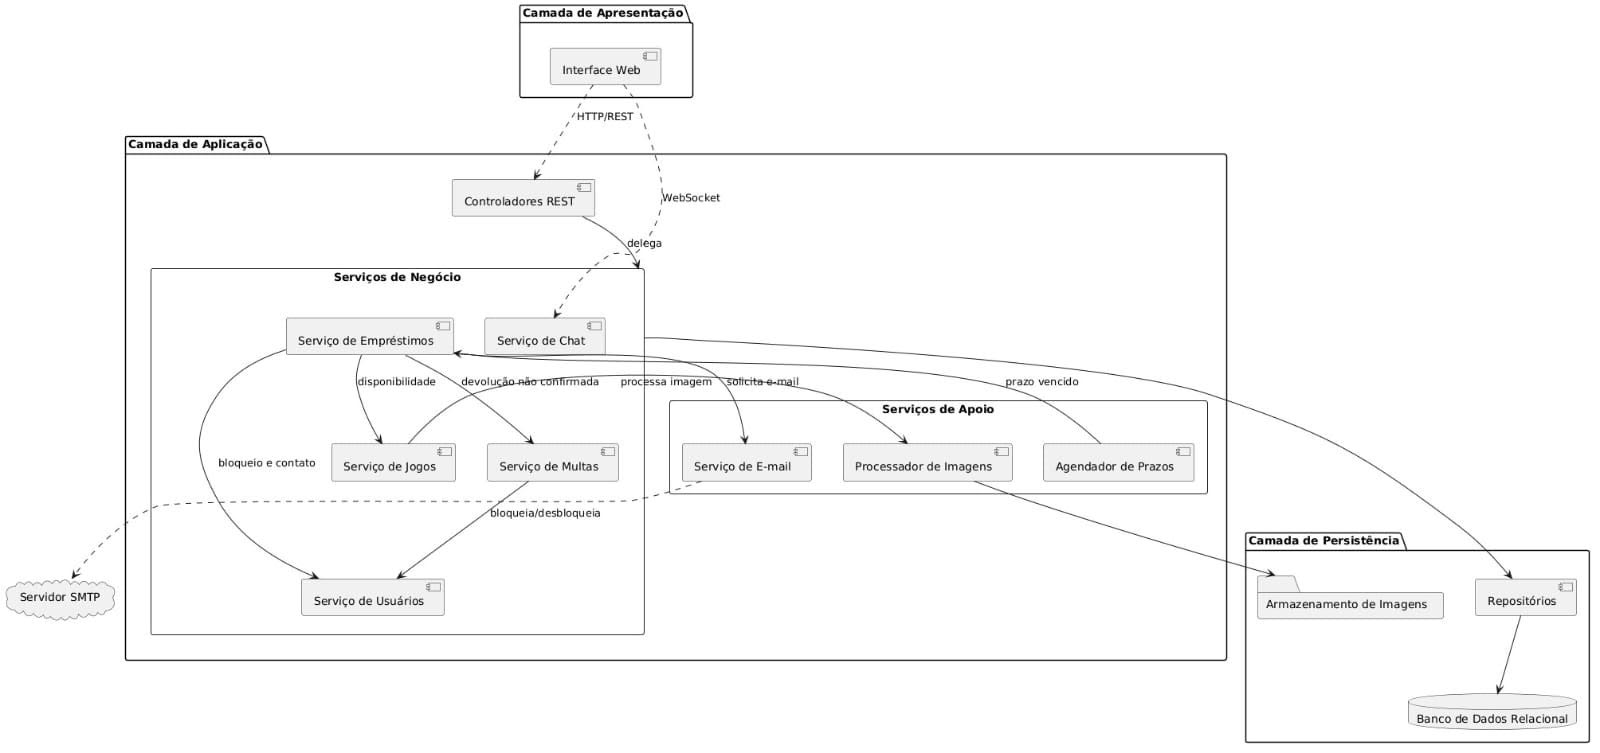 Camada de Apresentação
Interface Web
HTTP/REST
Camada de Aplicação
Controladores REST
WebSocket
delega
Serviços de Negócio
Serviço de Empréstimos
Serviço de Chat
disponibilidade
devolução não confirmada
processa imagem
solicita e-mail
prazo vencido
Serviços de Apoio
bloqueio e contato
Serviço de Jogos
Serviço de Multas
Serviço de E-mail
Processador de Imagens
Agendador de Prazos
bloqueia/desbloqueia
Camada de Persistência
Servidor SMTP
Serviço de Usuários
Armazenamento de Imagens
Repositórios
Banco de Dados Relacional